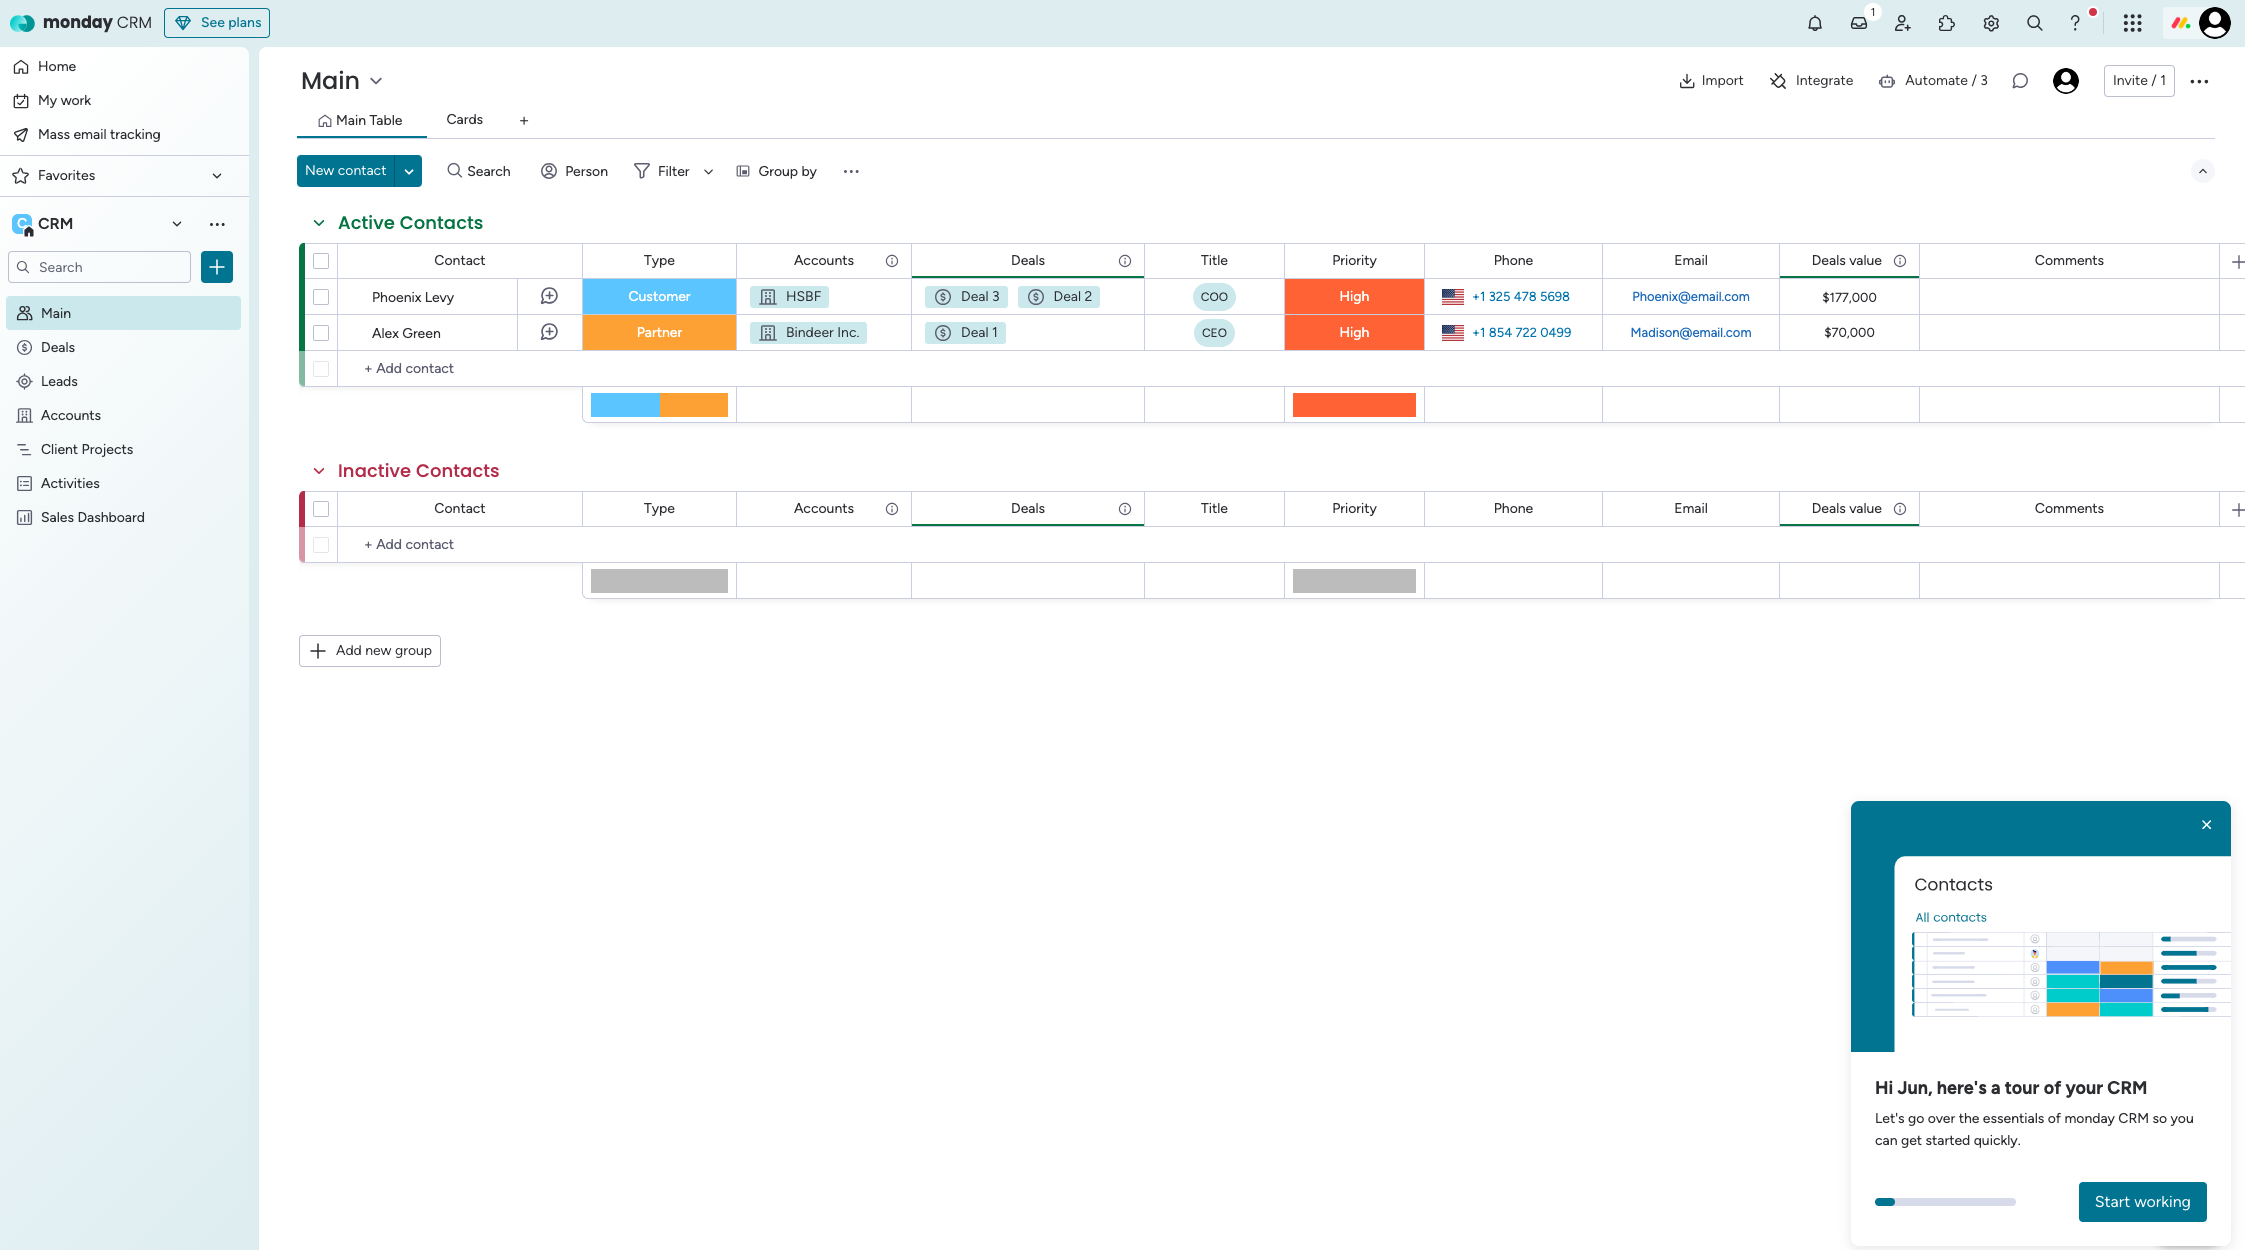 monday CRM
See plans
1
Home
My work
Mass email tracking
Favorites
C CRM
Search
Main
Deals
Leads
Accounts
Client Projects
Activities
Sales Dashboard
Main
Import
Integrate
Automate / 3
Invite / 1
Main Table
Cards
+
New contact
Search
Person
Filter
Group by
Active Contacts
Contact Type Accounts Deals Title Priority Phone Email Deals value Comments
Phoenix Levy Customer HSBF Deal 3 Deal 2 COO High +1 325 478 5698 Phoenix@email.com $177,000
Alex Green Partner Bindeer Inc. Deal 1 CEO High +1 854 722 0499 Madison@email.com $70,000
+ Add contact
Inactive Contacts
Contact Type Accounts Deals Title Priority Phone Email Deals value Comments
+ Add contact
+ Add new group
Contacts
All contacts
Hi Jun, here's a tour of your CRM
Let's go over the essentials of monday CRM so you
can get started quickly.
Start working